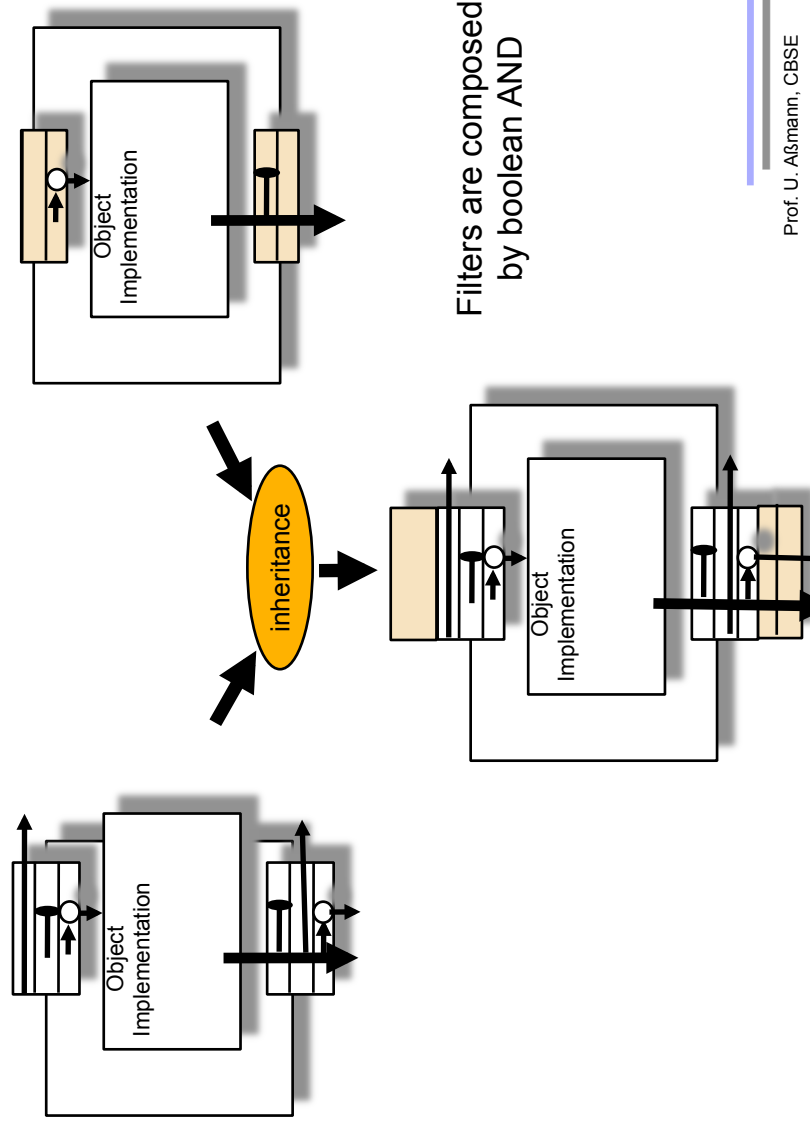 Object
Implementation
Object
Implementation
inheritance
Object
Implementation
Filters are composed
by boolean AND
Prof. U. Aßmann, CBSE